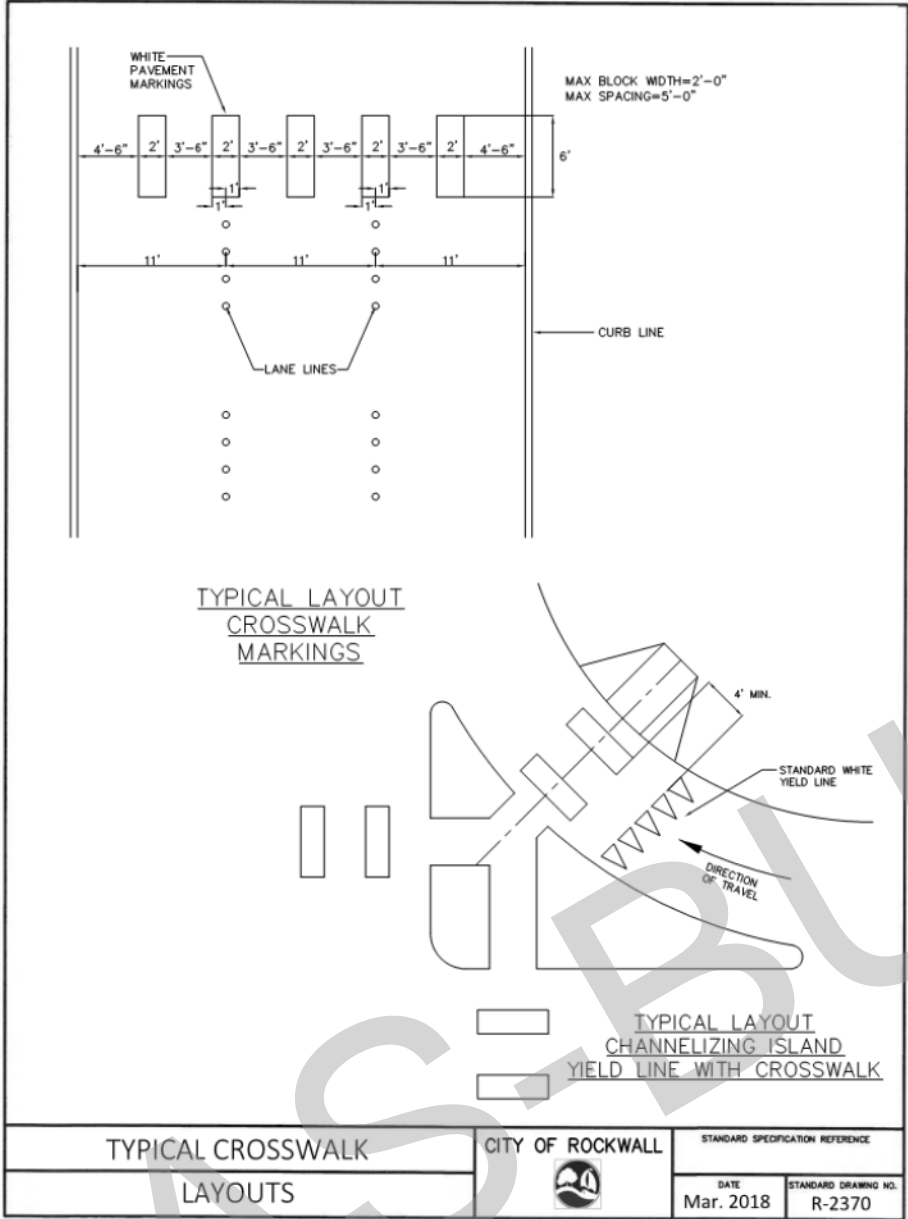 WHITE
PAVEMENT
MARKINGS
MAX BLOCK WIDTH=2'-0"
MAX SPACING=5'-0"
4'-6" 2' 3'-6" 2' 3'-6" 2' 3'-6" 2' 3'-6" 2' 4'-6" 6'
1' 1'
1' 1'
11' 11' 11'
CURB LINE
LANE LINES
TYPICAL LAYOUT
CROSSWALK
MARKINGS
4' MIN.
STANDARD WHITE
YIELD LINE
DIRECTION
OF TRAVEL
TYPICAL LAYOUT
CHANNELIZING ISLAND
YIELD LINE WITH CROSSWALK
AS-BU
TYPICAL CROSSWALK
LAYOUTS
CITY OF ROCKWALL
STANDARD SPECIFICATION REFERENCE
DATE
Mar. 2018
STANDARD DRAWING NO.
R-2370